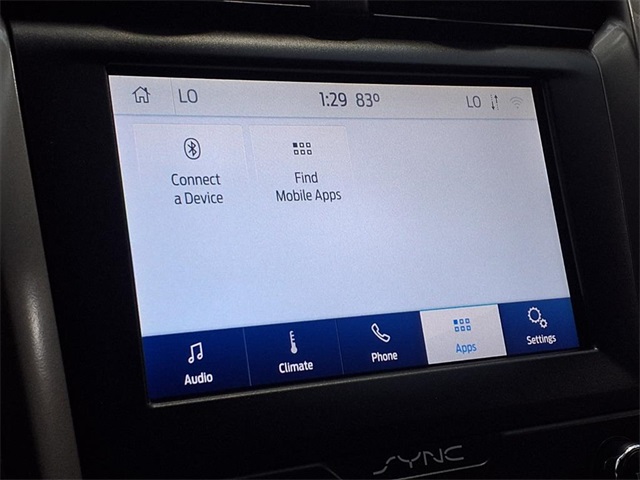 LO 1:29 83° LO
Connect
a Device
Find
Mobile Apps
Audio
Climate
Phone
Apps
Settings
SYNC